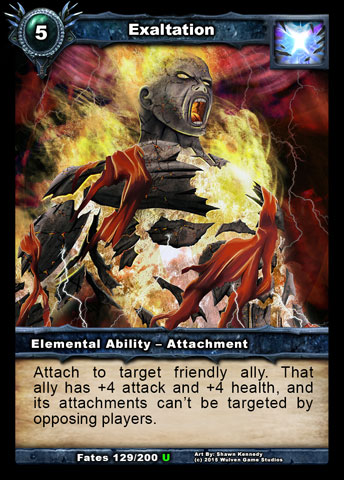 5
Exaltation
Elemental Ability – Attachment
Attach to target friendly ally. That
ally has +4 attack and +4 health, and
its attachments can't be targeted by
opposing players.
Fates 129/200 U
Art By: Shawn Kennedy
(c) 2015 Wulven Game Studios